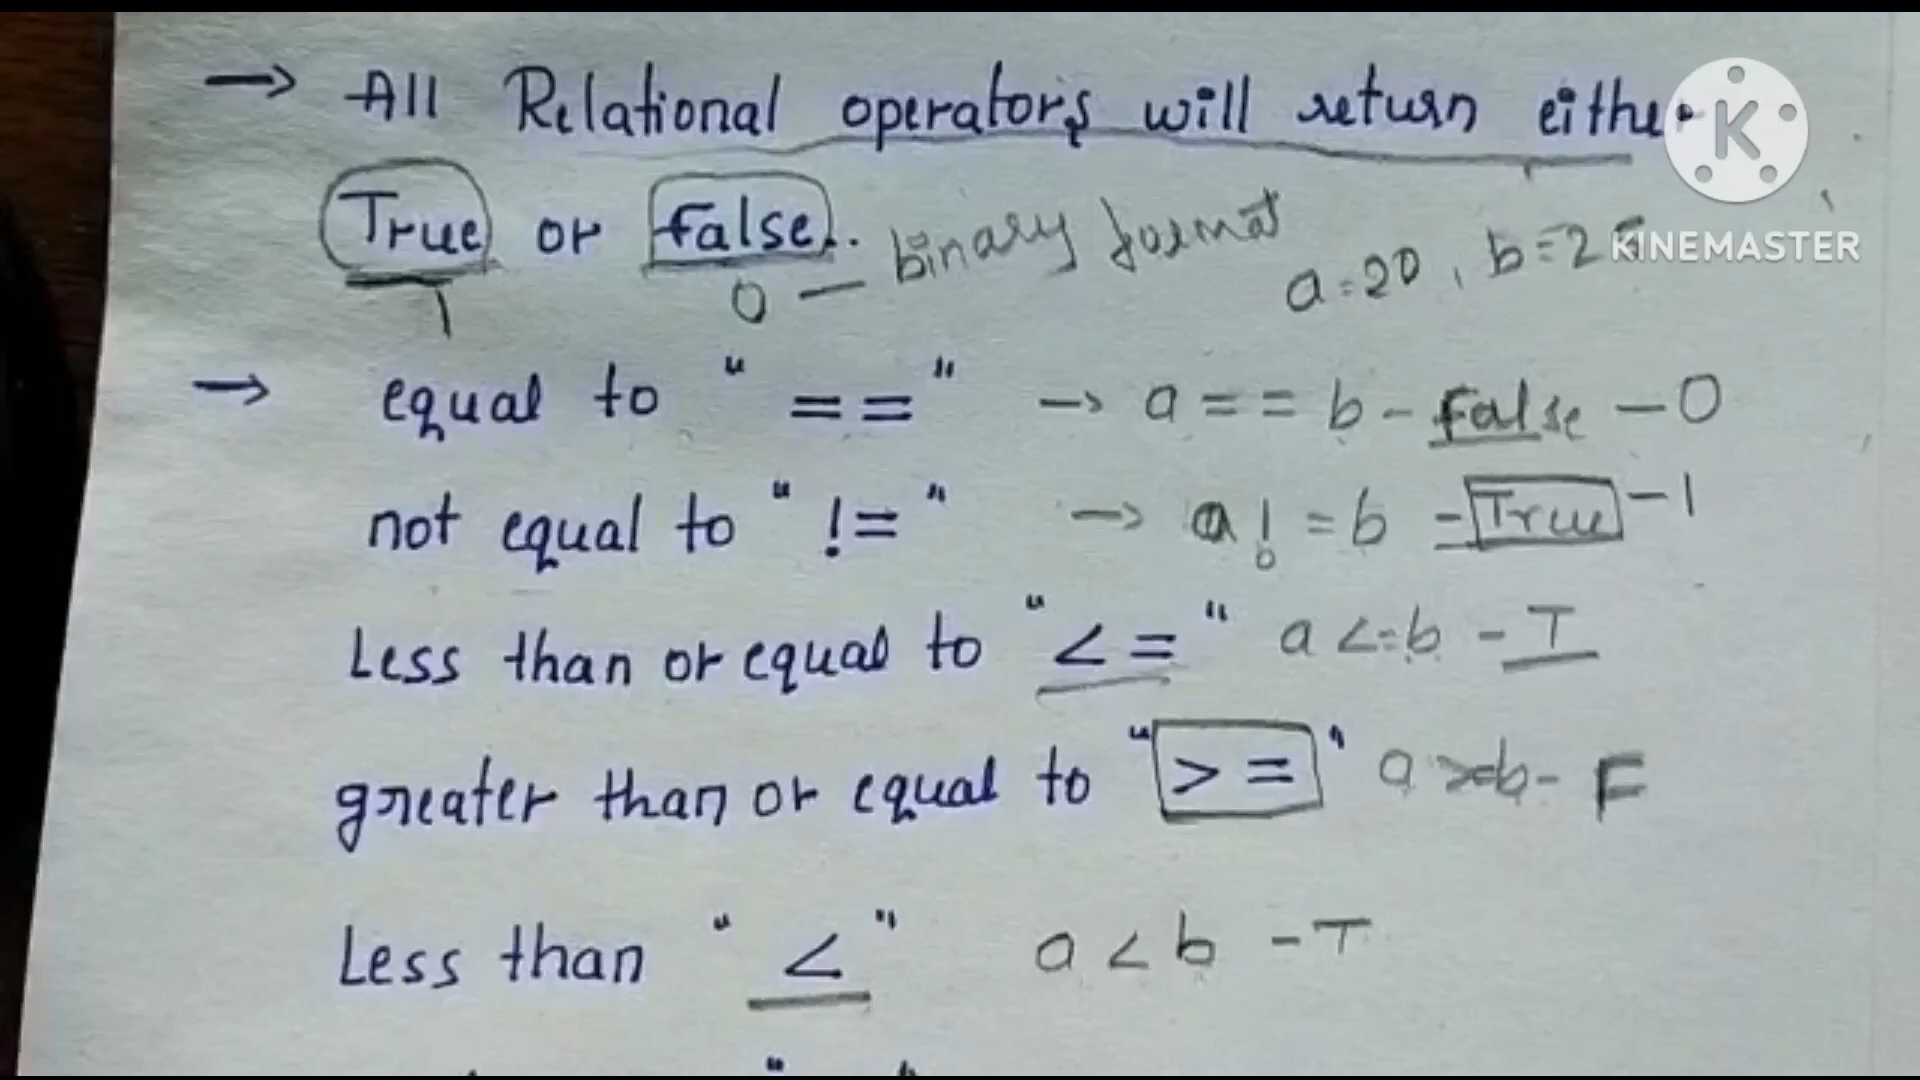 → All Relational operators will return either
True or false.
1 0 — binary format a=20, b=25
KINEMASTER
→ equal to "==" → a==b - False - 0
not equal to "!=" → a!=b - True - 1
Less than or equal to "<=" a<=b - T
greater than or equal to ">=" a>=b - F
Less than "<" a<b - T